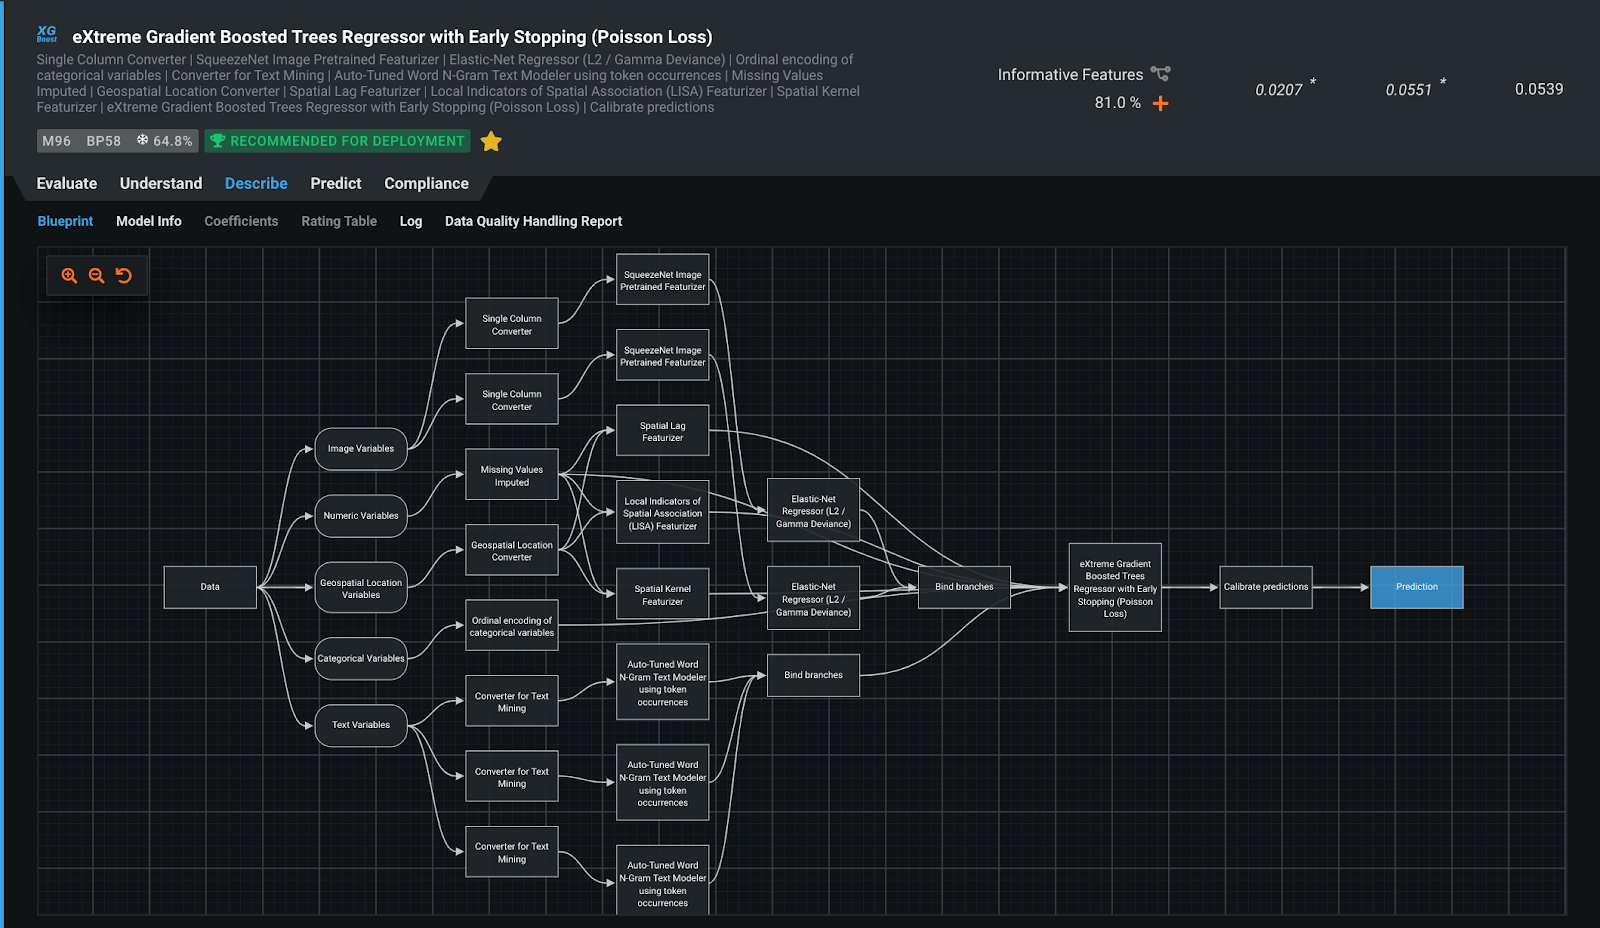 XG
Boost
eXtreme Gradient Boosted Trees Regressor with Early Stopping (Poisson Loss)
Single Column Converter | SqueezeNet Image Pretrained Featurizer | Elastic-Net Regressor (L2 / Gamma Deviance) | Ordinal encoding of
categorical variables | Converter for Text Mining | Auto-Tuned Word N-Gram Text Modeler using token occurrences | Missing Values
Imputed | Geospatial Location Converter | Spatial Lag Featurizer | Local Indicators of Spatial Association (LISA) Featurizer | Spatial Kernel
Featurizer | eXtreme Gradient Boosted Trees Regressor with Early Stopping (Poisson Loss) | Calibrate predictions
M96 BP58 64.8% RECOMMENDED FOR DEPLOYMENT
Informative Features
81.0 %
0.0207 *
0.0551 *
0.0539
Evaluate Understand Describe Predict Compliance
Blueprint Model Info Coefficients Rating Table Log Data Quality Handling Report
Data
Image Variables
Numeric Variables
Geospatial Location
Variables
Categorical Variables
Text Variables
Single Column
Converter
Single Column
Converter
Missing Values
Imputed
Geospatial Location
Converter
Ordinal encoding of
categorical variables
Converter for Text
Mining
Converter for Text
Mining
Converter for Text
Mining
SqueezeNet Image
Pretrained Featurizer
SqueezeNet Image
Pretrained Featurizer
Spatial Lag
Featurizer
Local Indicators of
Spatial Association
(LISA) Featurizer
Spatial Kernel
Featurizer
Auto-Tuned Word
N-Gram Text Modeler
using token
occurrences
Auto-Tuned Word
N-Gram Text Modeler
using token
occurrences
Auto-Tuned Word
N-Gram Text Modeler
using token
occurrences
Elastic-Net
Regressor (L2 /
Gamma Deviance)
Elastic-Net
Regressor (L2 /
Gamma Deviance)
Bind branches
Bind branches
eXtreme Gradient
Boosted Trees
Regressor with Early
Stopping (Poisson
Loss)
Calibrate predictions
Prediction